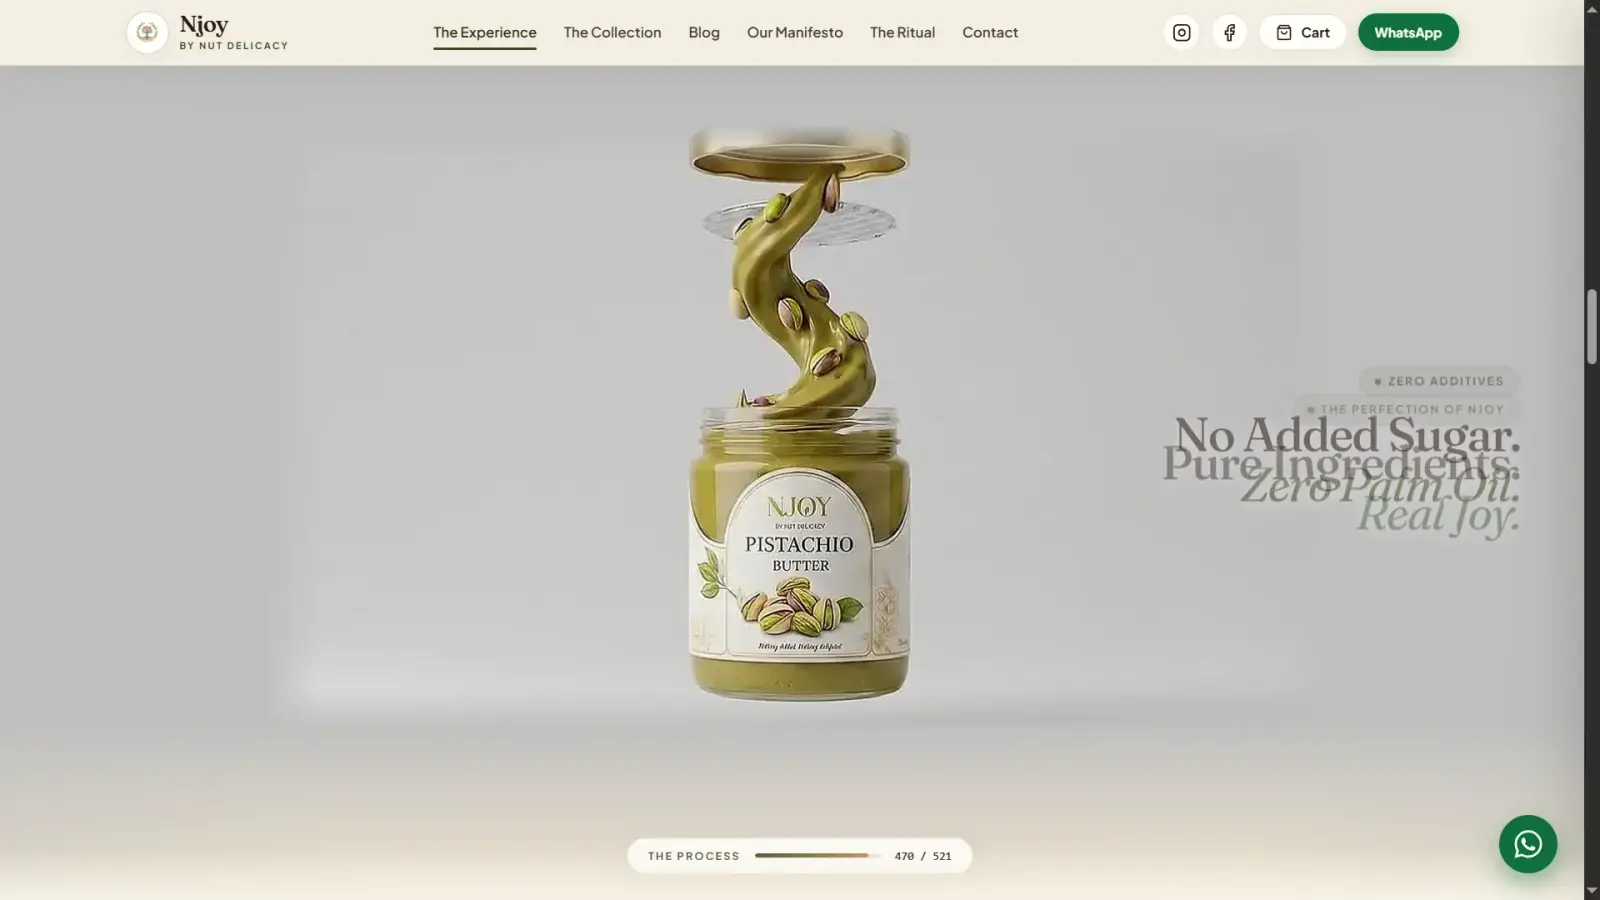 Njoy
BY NUT DELICACY
The Experience
The Collection
Blog
Our Manifesto
The Ritual
Contact
Cart
WhatsApp
ZERO ADDITIVES
THE PERFECTION OF NJOY
No Added Sugar.
Pure Ingredients.
Zero Palm Oil.
Real Joy.
NJOY
BY NUT DELICACY
PISTACHIO
BUTTER
THE PROCESS
470 / 521